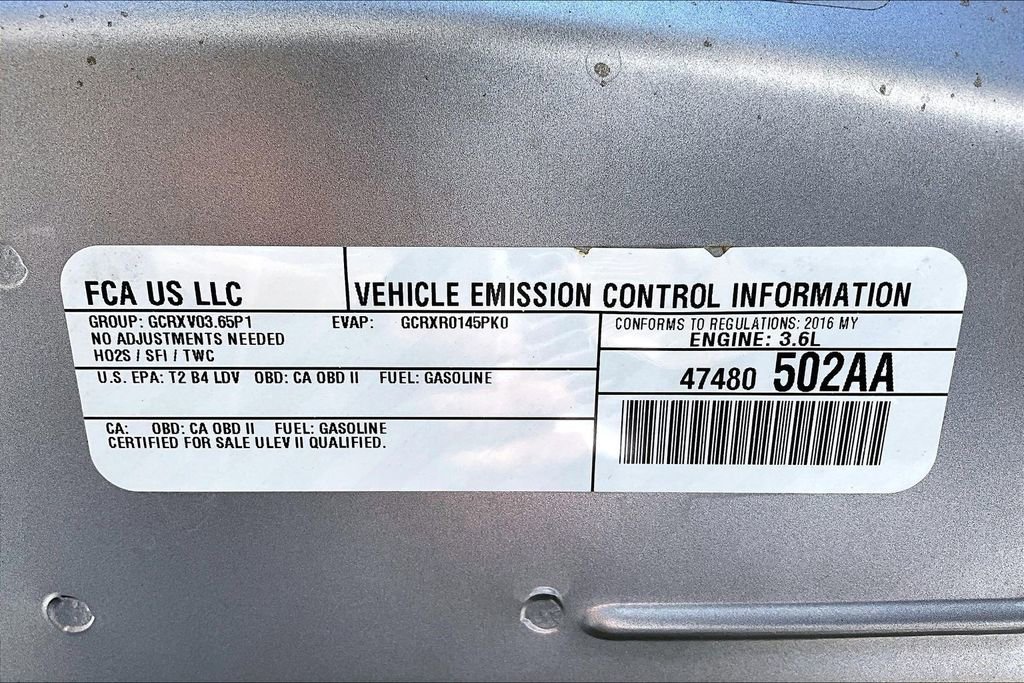 FCA US LLC
VEHICLE EMISSION CONTROL INFORMATION
GROUP: GCRXV03.65P1 EVAP: GCRXR0145PK0
NO ADJUSTMENTS NEEDED
HO2S / SFI / TWC
U.S. EPA: T2 B4 LDV OBD: CA OBD II FUEL: GASOLINE
CA: OBD: CA OBD II FUEL: GASOLINE
CERTIFIED FOR SALE ULEV II QUALIFIED.
CONFORMS TO REGULATIONS: 2016 MY
ENGINE: 3.6L
47480 502AA